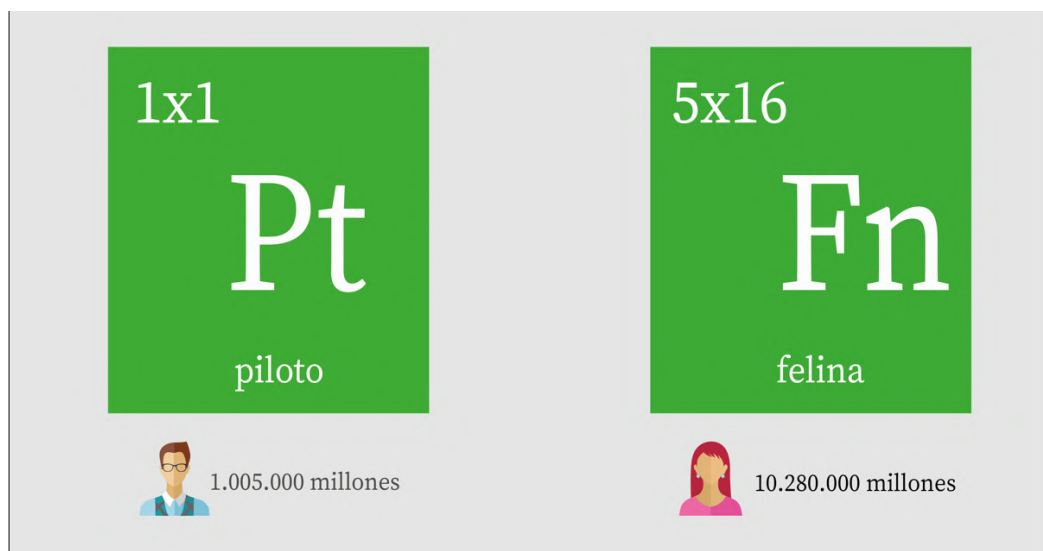 1x1
Pt
piloto
1.005.000 millones
5x16
Fn
felina
10.280.000 millones